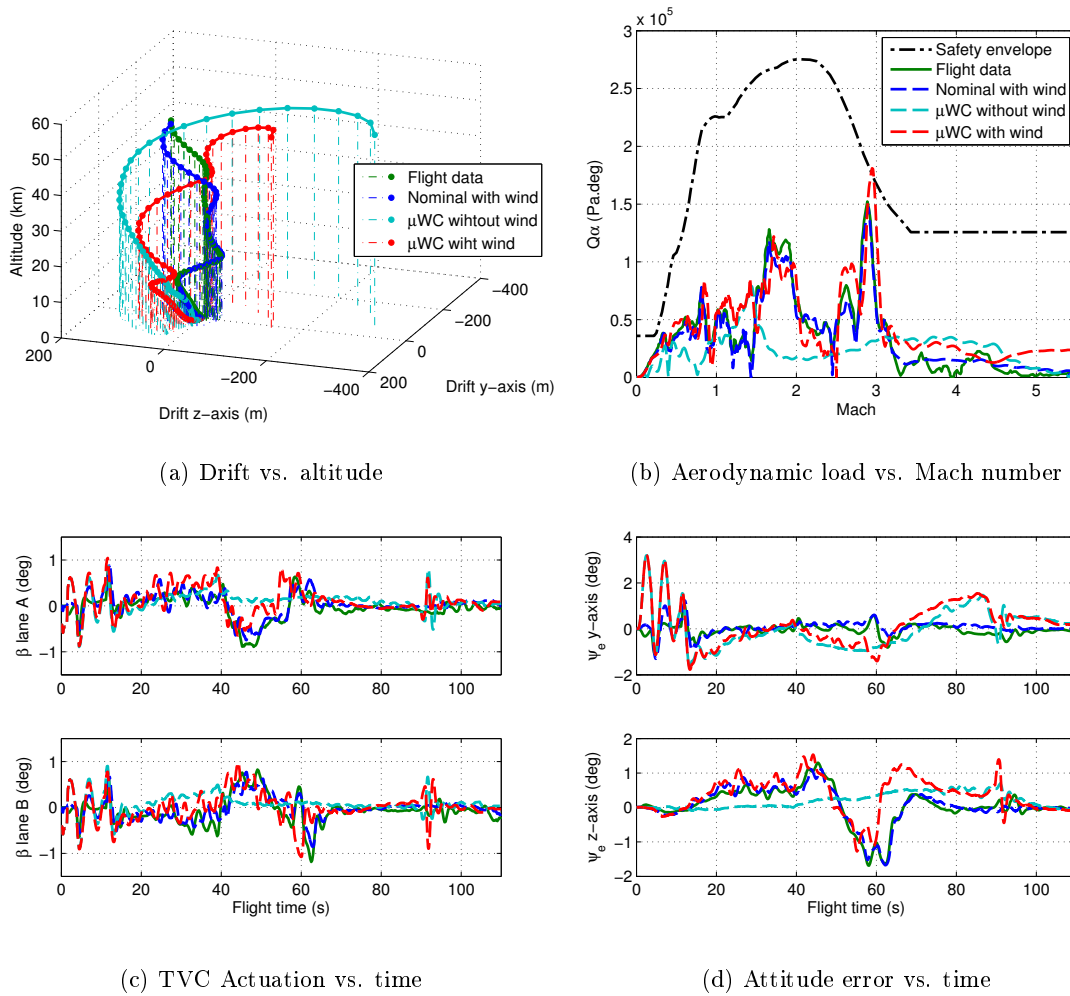 60
50
40
30
20
10
0
200
0
−200
−400
200
0
−200
−400
Altitude (km)
Drift z−axis (m)
Drift y−axis (m)
Flight data
Nominal with wind
μWC wihtout wind
μWC wiht wind
(a) Drift vs. altitude
x 10^5
3
2.5
2
1.5
1
0.5
0
0 1 2 3 4 5
Qα (Pa.deg)
Mach
Safety envelope
Flight data
Nominal with wind
μWC without wind
μWC with wind
(b) Aerodynamic load vs. Mach number
β lane A (deg)
1
0
−1
0 20 40 60 80 100
β lane B (deg)
1
0
−1
0 20 40 60 80 100
Flight time (s)
(c) TVC Actuation vs. time
Ψe y−axis (deg)
4
2
0
−2
0 20 40 60 80 100
Ψe z−axis (deg)
2
1
0
−1
−2
0 20 40 60 80 100
Flight time (s)
(d) Attitude error vs. time